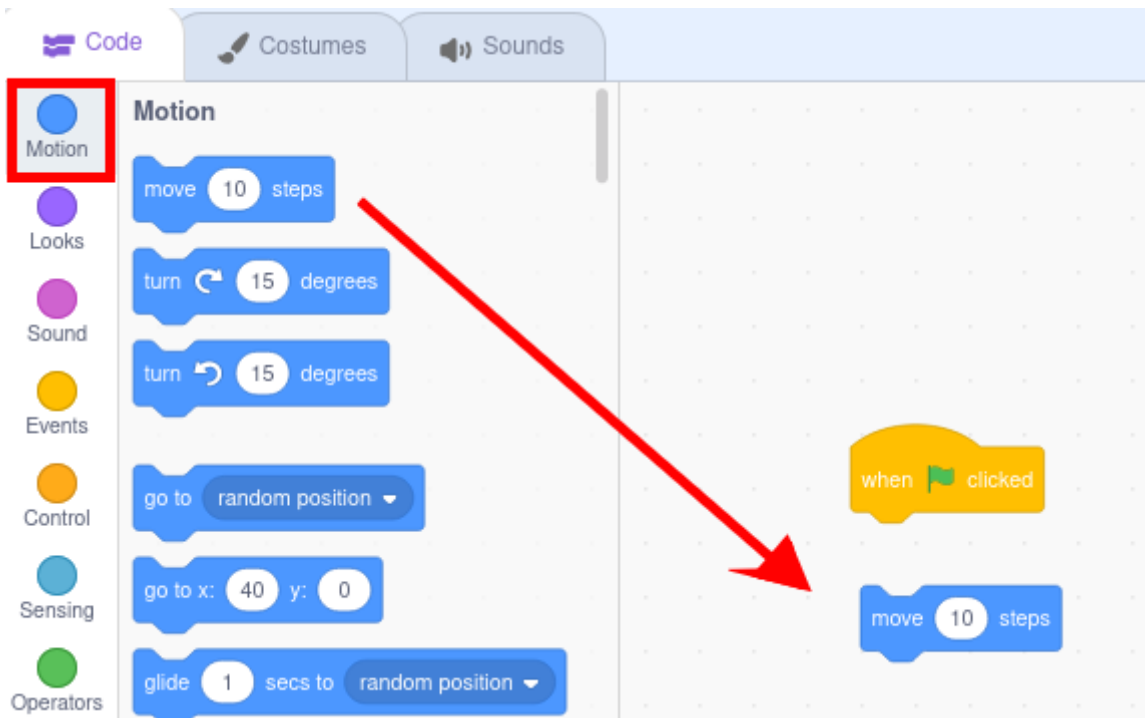 Code
Costumes
Sounds
Motion
Looks
Sound
Events
Control
Sensing
Operators
Motion
move 10 steps
turn 15 degrees
turn 15 degrees
go to random position
go to x: 40 y: 0
glide 1 secs to random position
when clicked
move 10 steps